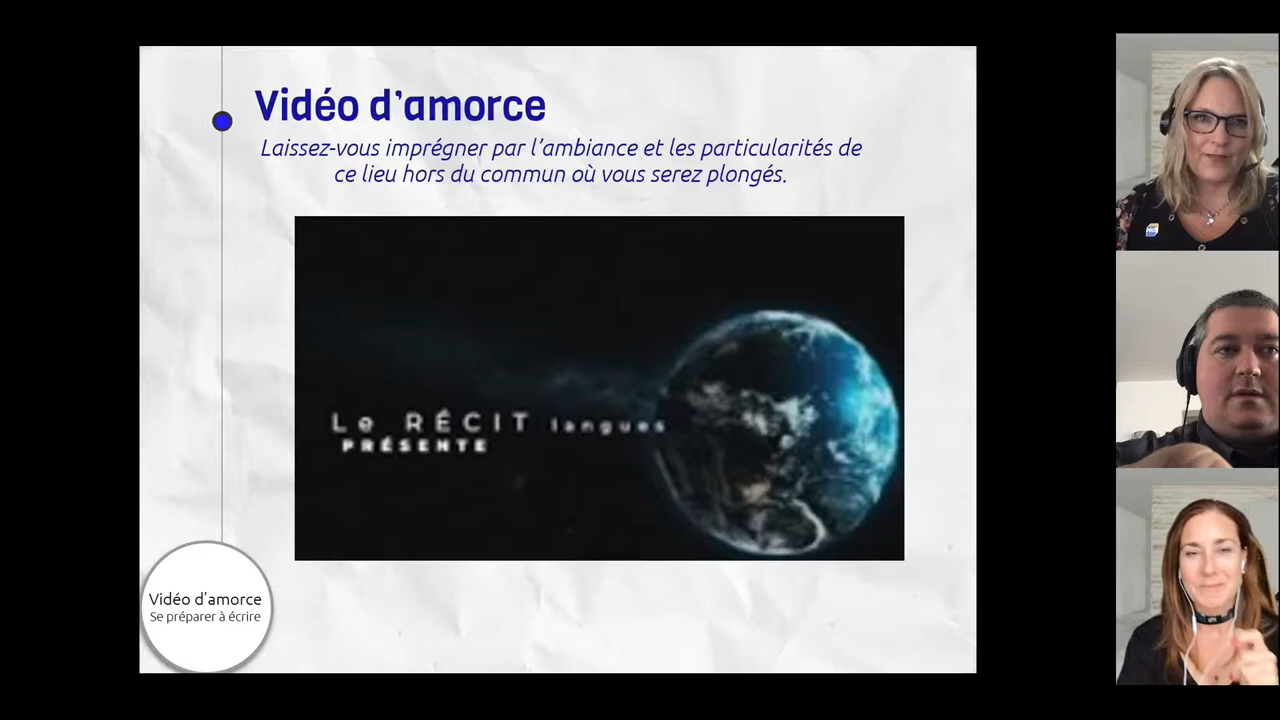 Vidéo d'amorce
Laissez-vous imprégner par l'ambiance et les particularités de
ce lieu hors du commun où vous serez plongés.
Le RÉCIT langues
PRÉSENTE
Vidéo d'amorce
Se préparer à écrire